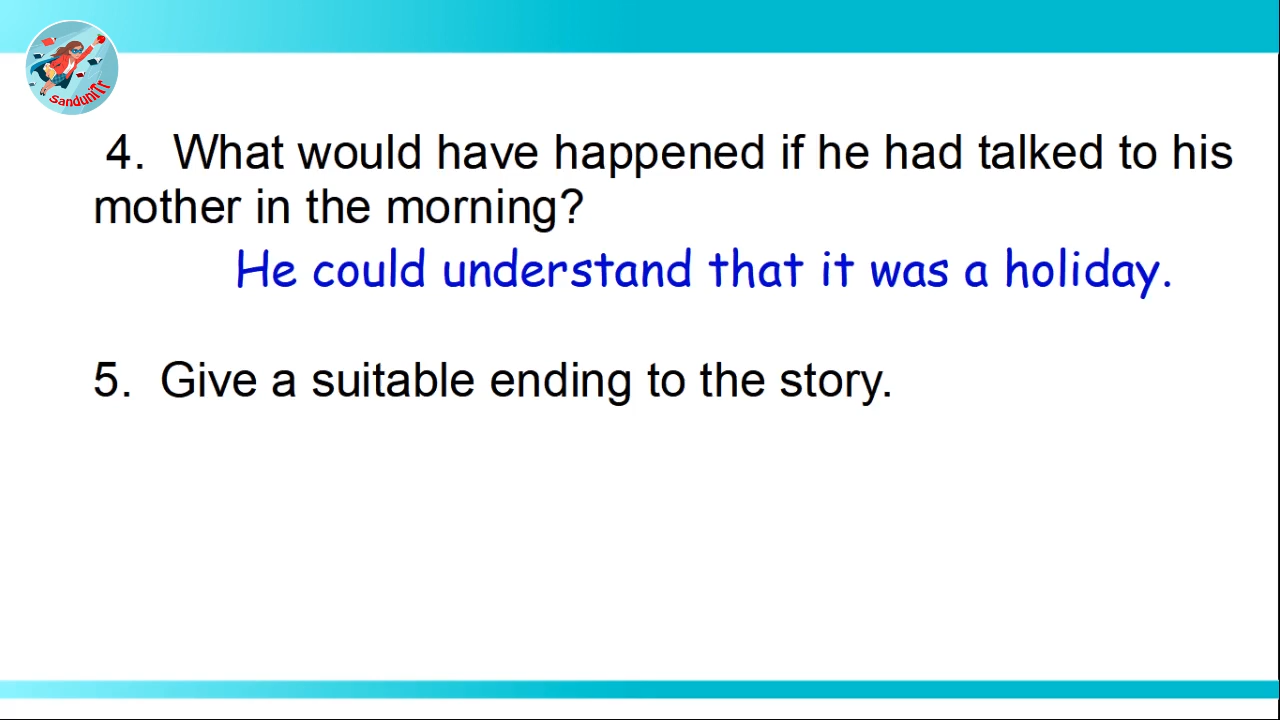 SanduniTr
4. What would have happened if he had talked to his
mother in the morning?
He could understand that it was a holiday.
5. Give a suitable ending to the story.